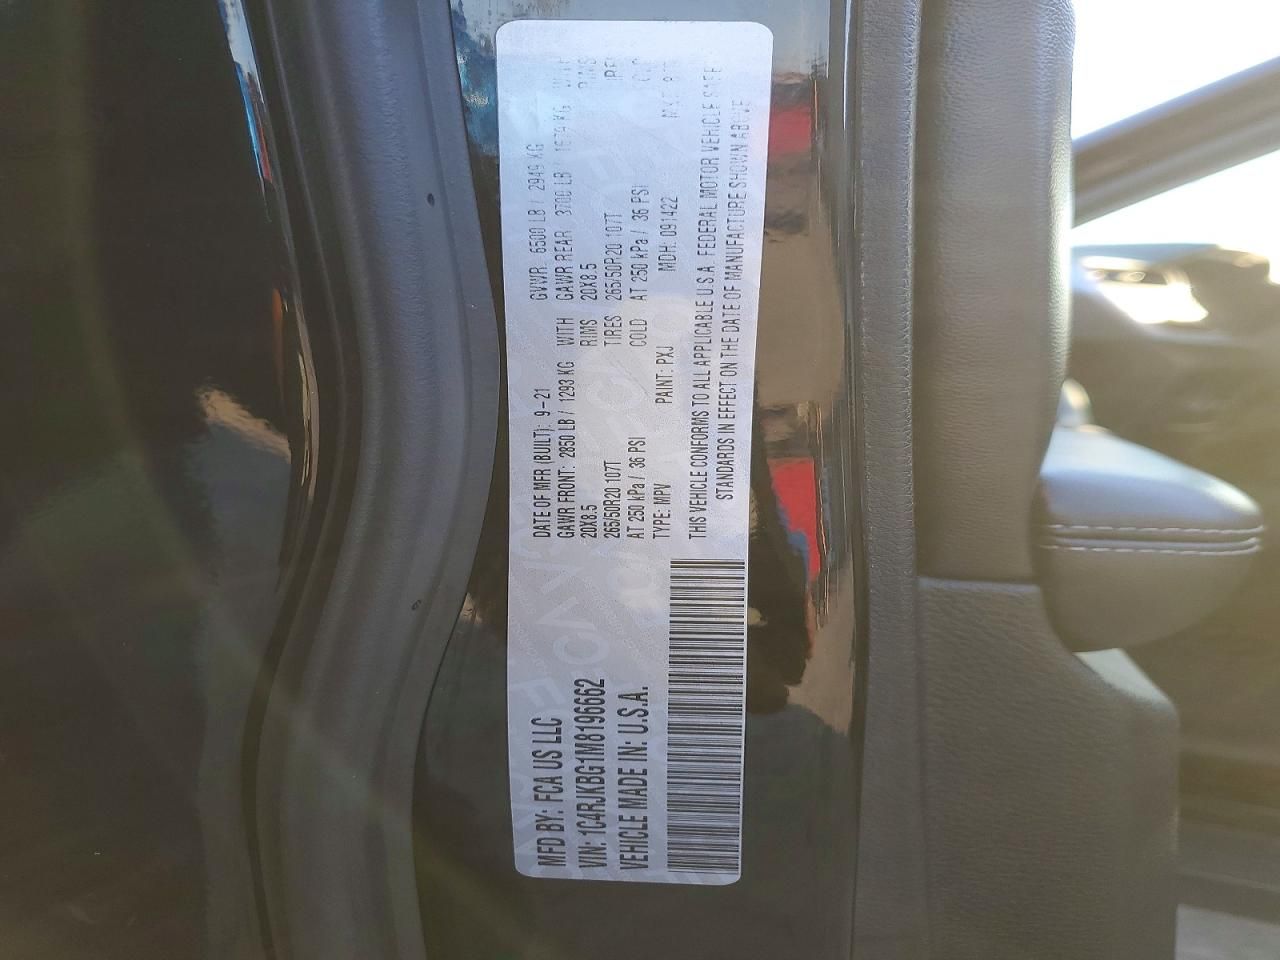 MFD BY: FCA US LLC
DATE OF MFR (BUILT): 9-21
GVWR: 6500 LB / 2949 KG
GAWR FRONT: 2850 LB / 1293 KG WITH
GAWR REAR 3700 LB / 1679 KG WITH
20X8.5 RIMS
20X8.5 RIMS
265/50R20 107T TIRES
265/50R20 107T
AT 250 kPa / 36 PSI COLD
AT 250 kPa / 36 PSI
VIN: 1C4RJKBG1M8196662
TYPE: MPV
PAINT: PXJ
MDH: 091422
VEHICLE MADE IN: U.S.A.
THIS VEHICLE CONFORMS TO ALL APPLICABLE U.S.A. FEDERAL MOTOR VEHICLE
STANDARDS IN EFFECT ON THE DATE OF MANUFACTURE SHOWN ABOVE